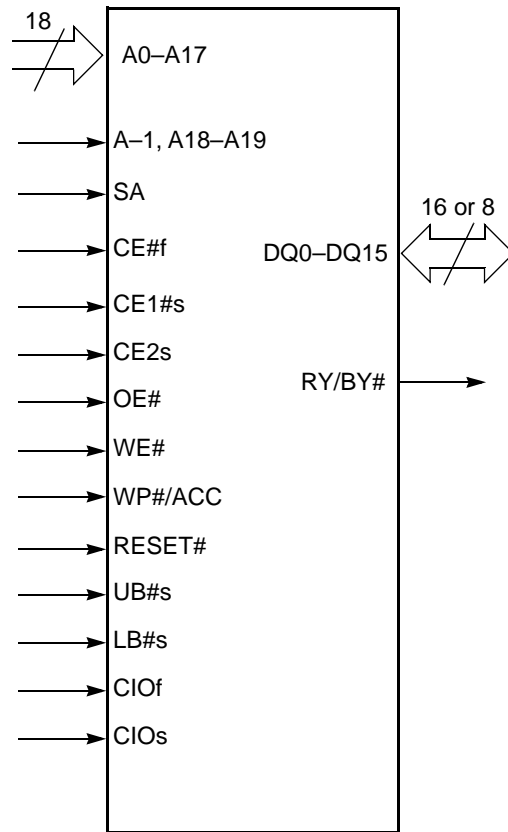 18
A0–A17
A–1, A18–A19
SA
16 or 8
CE#f
DQ0–DQ15
CE1#s
CE2s
RY/BY#
OE#
WE#
WP#/ACC
RESET#
UB#s
LB#s
CIOf
CIOs